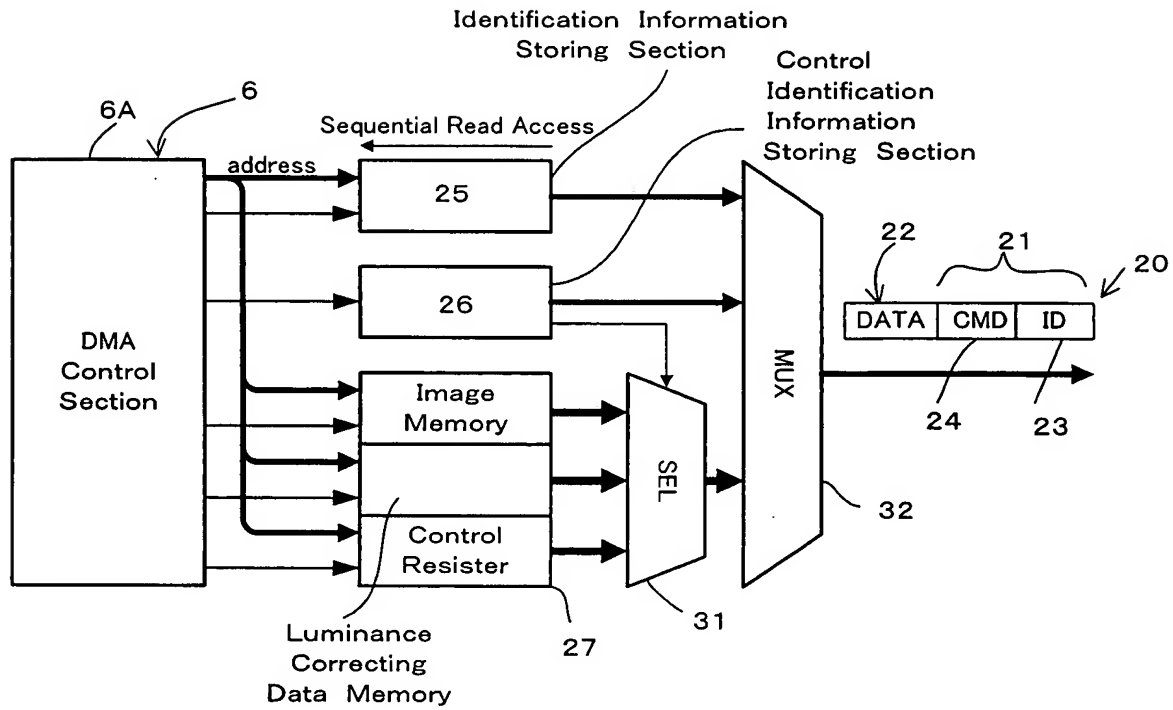 Identification Information
Storing Section
Control
Identification
Information
Storing Section
6A
6
Sequential Read Access
address
25
26
DMA
Control
Section
Image
Memory
Control
Resister
SEL
MUX
22
21
20
DATA CMD ID
24
23
32
31
27
Luminance
Correcting
Data Memory